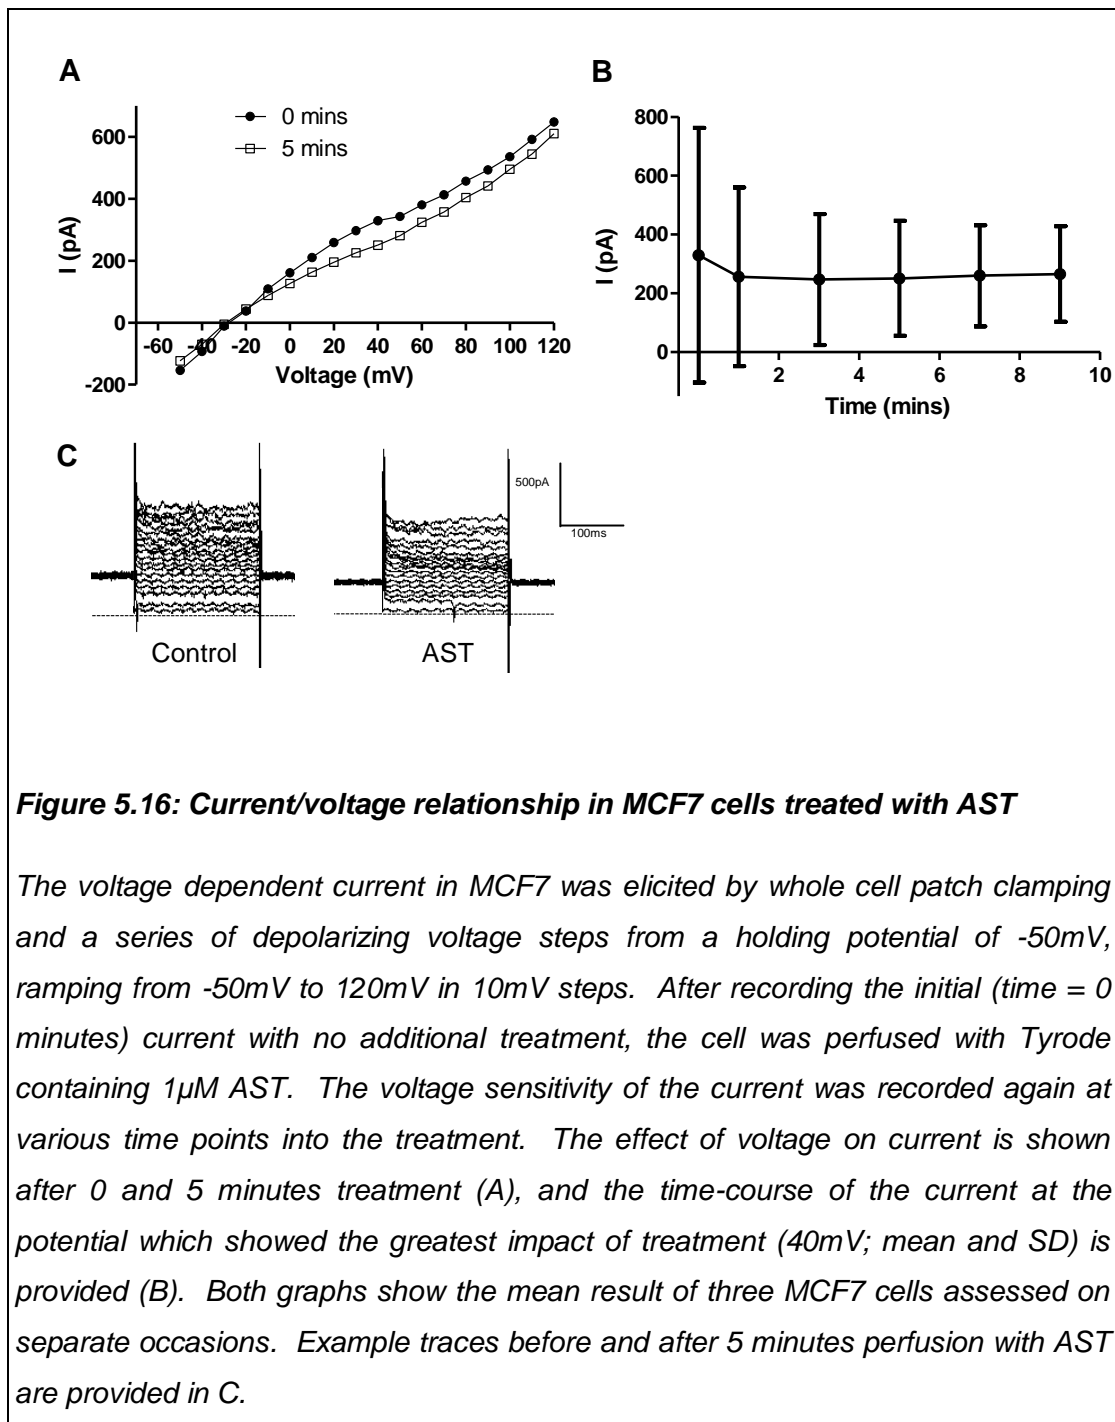 A
0 mins
5 mins
600
400
200
0
-200
I (pA)
-60 -40 -20 0 20 40 60 80 100 120
Voltage (mV)
B
800
600
400
200
0
I (pA)
2 4 6 8 10
Time (mins)
C
500pA
100ms
Control
AST
Figure 5.16: Current/voltage relationship in MCF7 cells treated with AST
The voltage dependent current in MCF7 was elicited by whole cell patch clamping
and a series of depolarizing voltage steps from a holding potential of -50mV,
ramping from -50mV to 120mV in 10mV steps. After recording the initial (time = 0
minutes) current with no additional treatment, the cell was perfused with Tyrode
containing 1µM AST. The voltage sensitivity of the current was recorded again at
various time points into the treatment. The effect of voltage on current is shown
after 0 and 5 minutes treatment (A), and the time-course of the current at the
potential which showed the greatest impact of treatment (40mV; mean and SD) is
provided (B). Both graphs show the mean result of three MCF7 cells assessed on
separate occasions. Example traces before and after 5 minutes perfusion with AST
are provided in C.